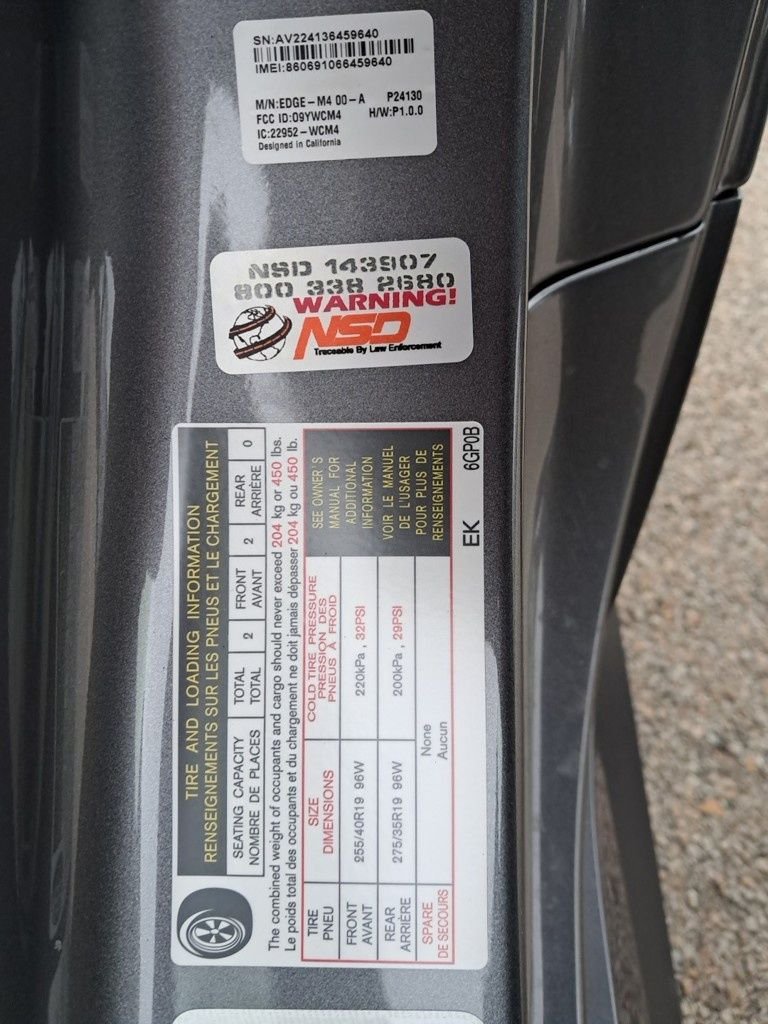 SN:AV224136459640
IMEI:860691066459640
M/N:EDGE-M4 00-A P24130
FCC ID:O9YWCM4 H/W:P1.0.0
IC:22952-WCM4
Designed in California
NSD 143907
800 338 2680
WARNING!
NSD
Traceable By Law Enforcement
TIRE AND LOADING INFORMATION
RENSEIGNEMENTS SUR LES PNEUS ET LE CHARGEMENT
SEATING CAPACITY TOTAL 2 FRONT 2 REAR 0
NOMBRE DE PLACES TOTAL AVANT ARRIÈRE
The combined weight of occupants and cargo should never exceed 204 kg or 450 lbs.
Le poids total des occupants et du chargement ne doit jamais dépasser 204 kg ou 450 lb.
TIRE SIZE COLD TIRE PRESSURE
PNEU DIMENSIONS PRESSION DES
PNEUS À FROID
FRONT 255/40R19 96W 220kPa , 32PSI
AVANT
REAR 275/35R19 96W 200kPa , 29PSI
ARRIÈRE
SPARE None
DE SECOURS Aucun
SEE OWNER'S
MANUAL FOR
ADDITIONAL
INFORMATION
VOIR LE MANUEL
DE L'USAGER
POUR PLUS DE
RENSEIGNEMENTS
EK 6GP0B